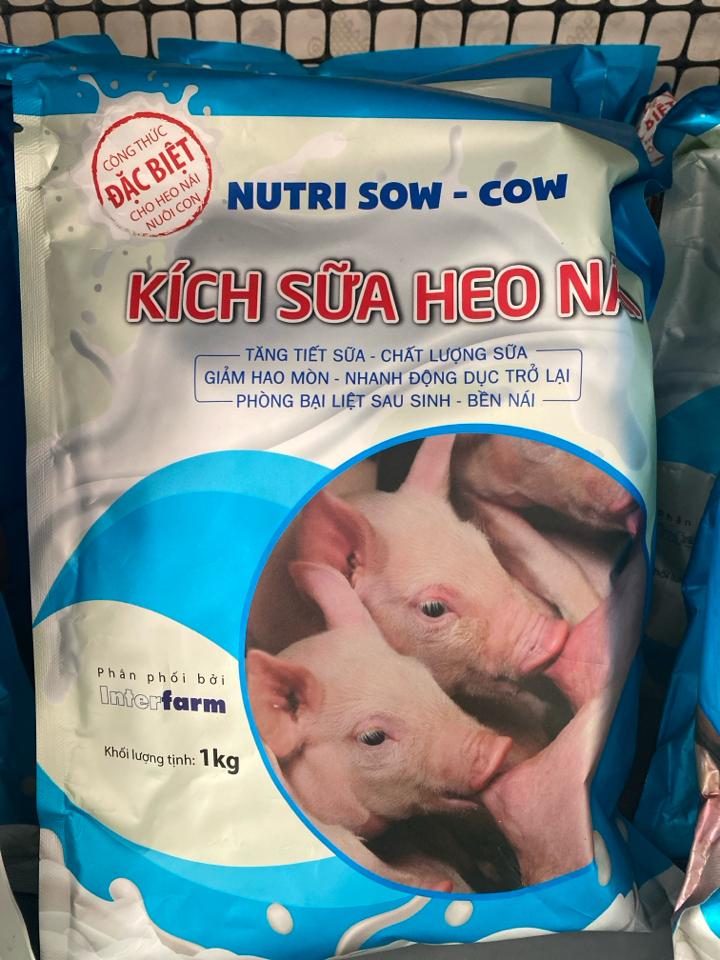 CÔNG THỨC
ĐẶC BIỆT
CHO HEO NÁI
NUÔI CON
NUTRI SOW - COW
KÍCH SỮA HEO
TĂNG TIẾT SỮA - CHẤT LƯỢNG SỮA
GIẢM HAO MÒN - NHANH ĐỘNG DỤC TRỞ LẠI
PHÒNG BẠI LIỆT SAU SINH - BỀN NÁI
Phân phối bởi
Interfarm
Khối lượng tịnh: 1kg